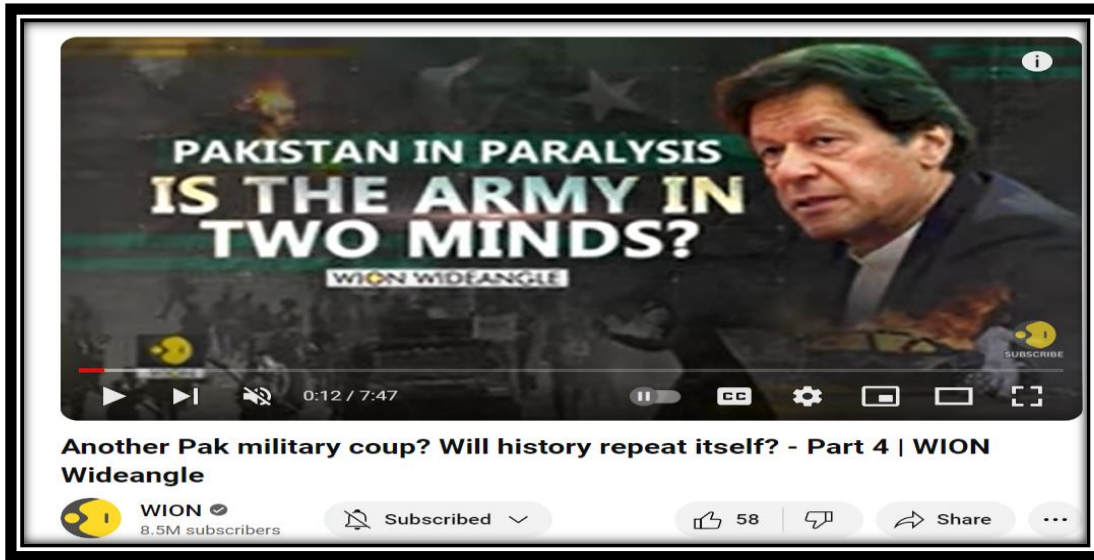 PAKISTAN IN PARALYSIS
IS THE ARMY IN
TWO MINDS?
WION WIDEANGLE
SUBSCRIBE
0:12 / 7:47
CC
Another Pak military coup? Will history repeat itself? - Part 4 | WION
Wideangle
WION
8.5M subscribers
Subscribed
58
Share